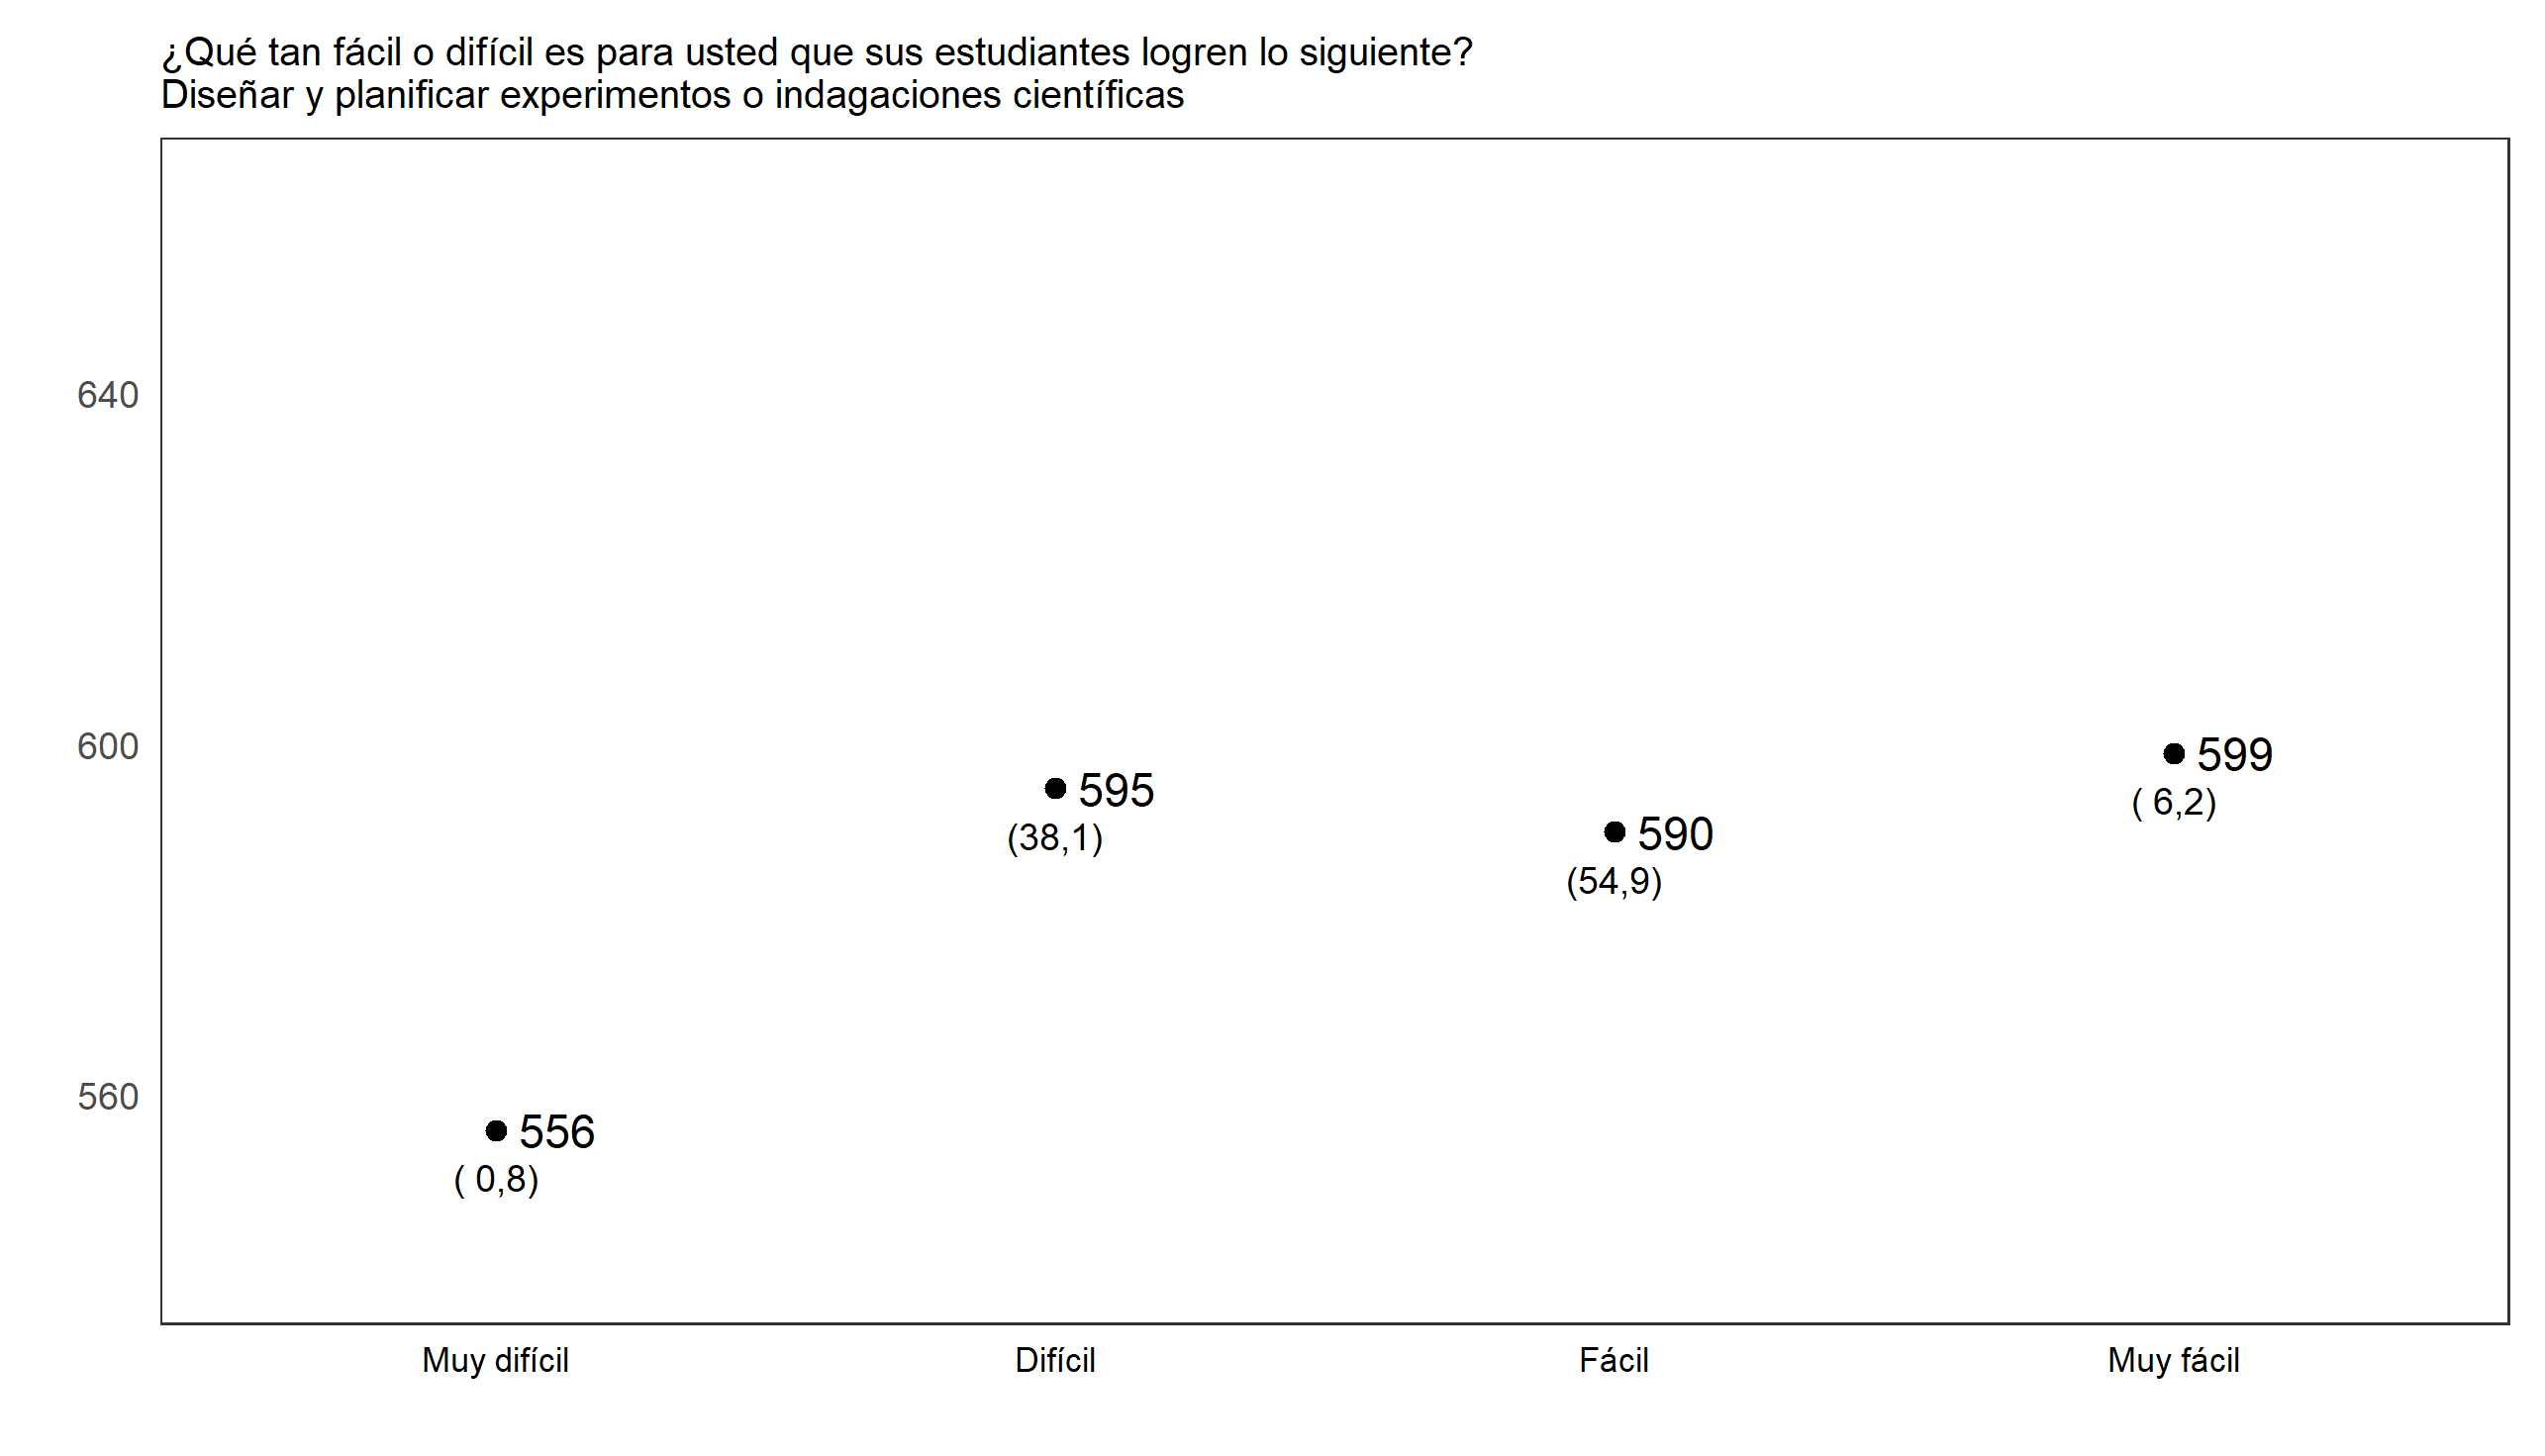 ¿Qué tan fácil o difícil es para usted que sus estudiantes logren lo siguiente?
Diseñar y planificar experimentos o indagaciones científicas
640
600
560
599
( 6,2)
595
(38,1)
590
(54,9)
556
( 0,8)
Muy difícil
Difícil
Fácil
Muy fácil